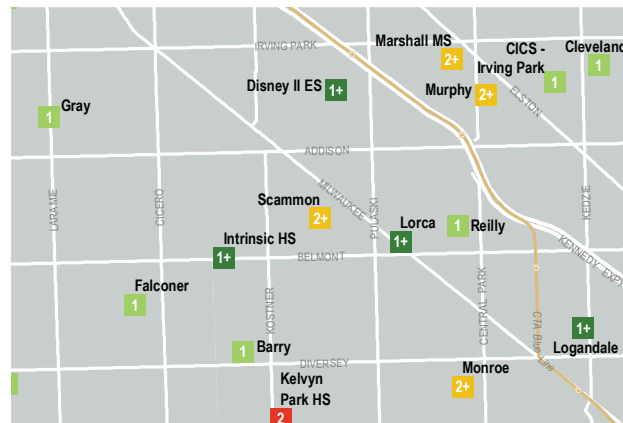 IRVING PARK
Marshall MS
2+
CICS -
Irving Park
1
Cleveland
1
Disney II ES
1+
Murphy
2+
ELSTON
Gray
1
ADDISON
LARAMIE
CICERO
MILWAUKEE
PULASKI
KEDZIE
Scammon
2+
Lorca
1+
1
Reilly
Intrinsic HS
1+
BELMONT
KENNEDY EXPY
Falconer
1
KOSTNER
CENTRAL PARK
CTA Blue Line
1+
Logandale
1
Barry
DIVERSEY
Kelvyn
Park HS
2
Monroe
2+